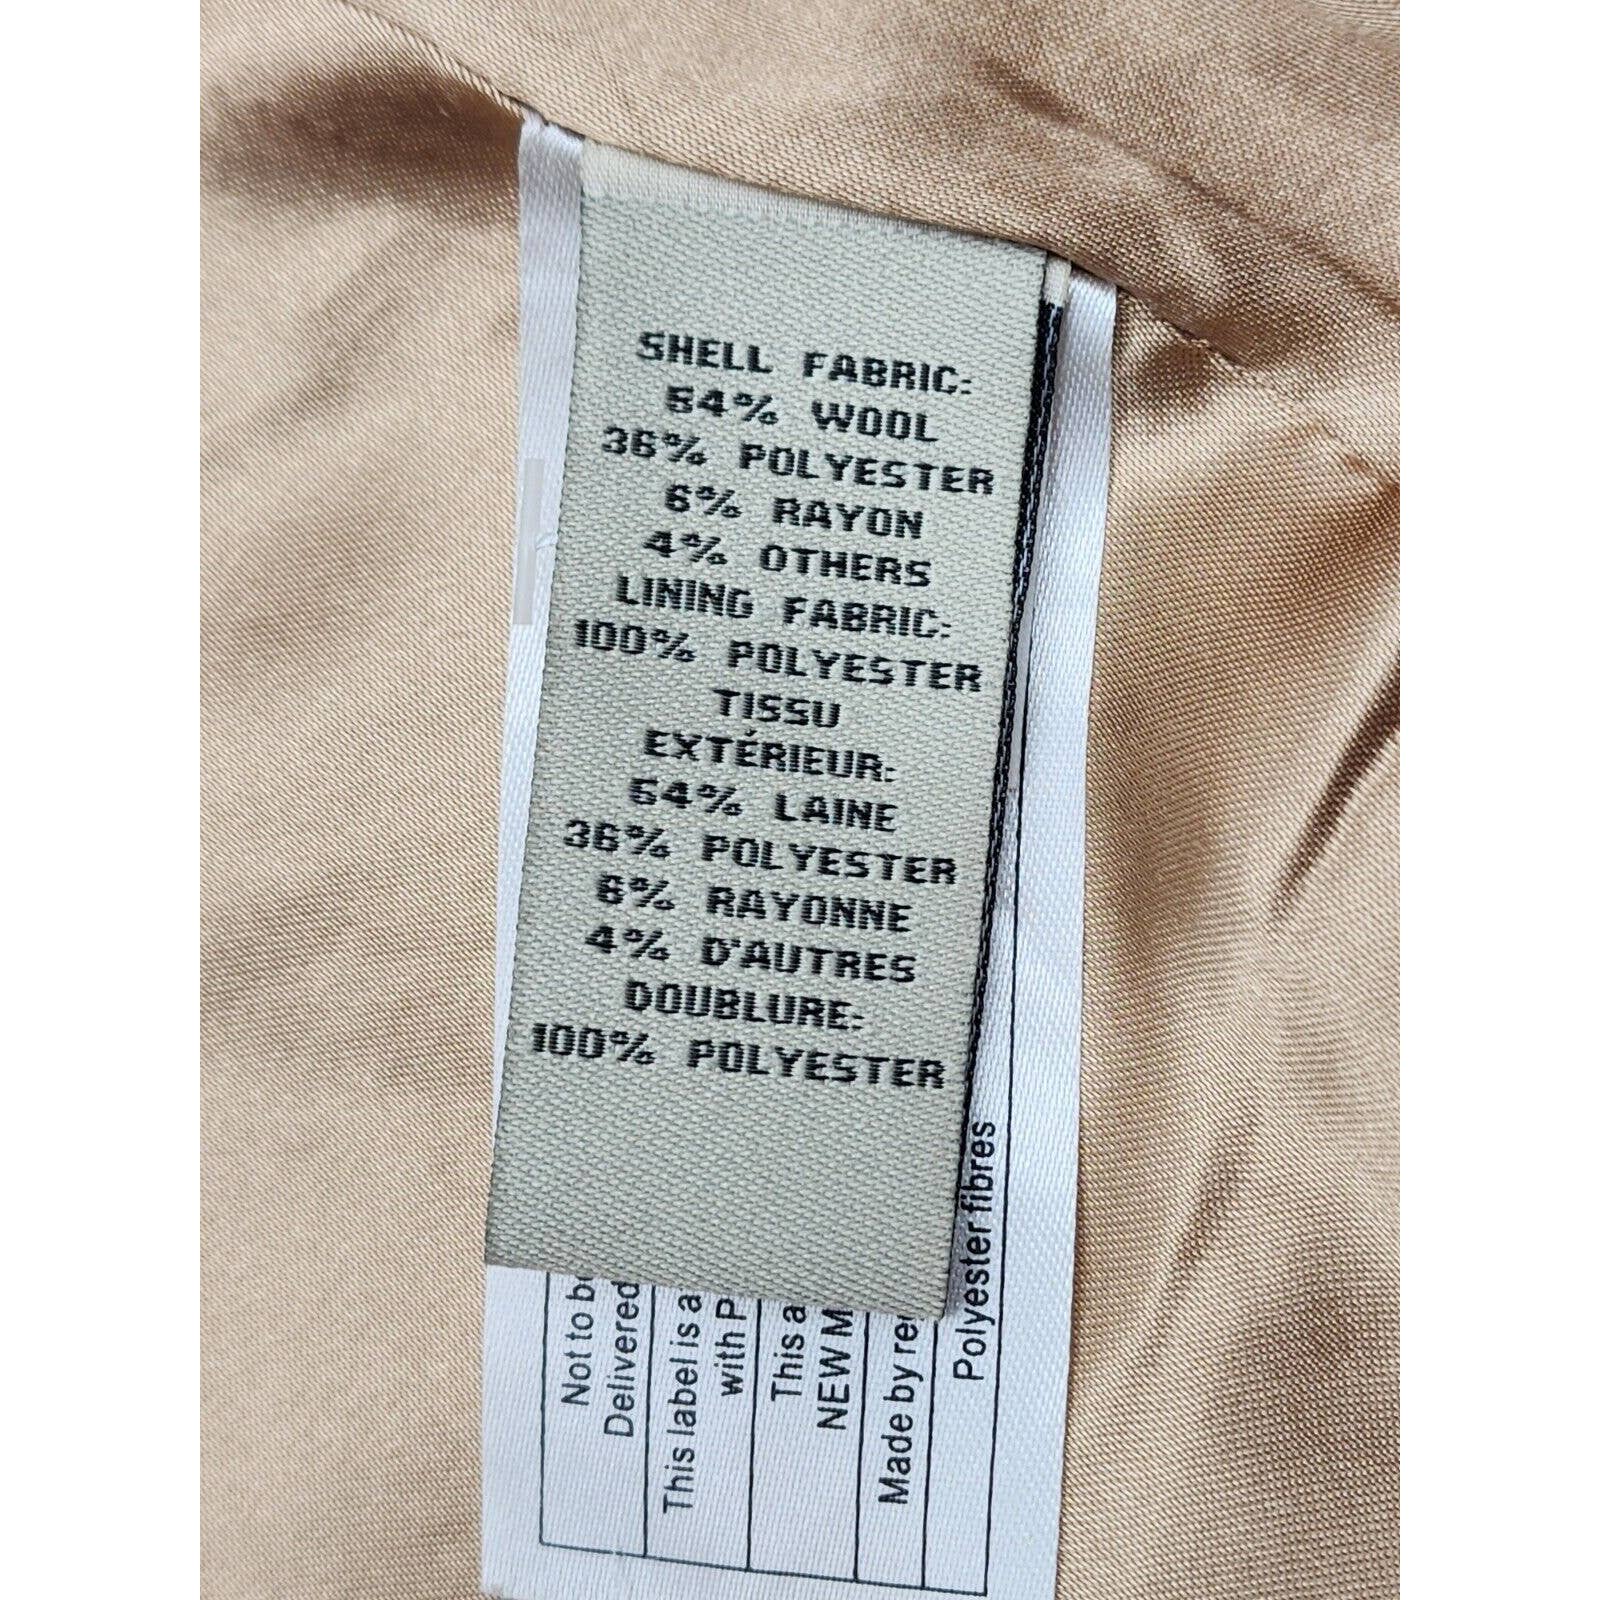 SHELL FABRIC:
54% WOOL
36% POLYESTER
6% RAYON
4% OTHERS
LINING FABRIC:
100% POLYESTER
TISSU
EXTÉRIEUR:
54% LAINE
36% POLYESTER
6% RAYONNE
4% D'AUTRES
DOUBLURE:
100% POLYESTER
Not to be
Delivered
This label is a
with P
This a
NEW M
Made by
Polyester fibres